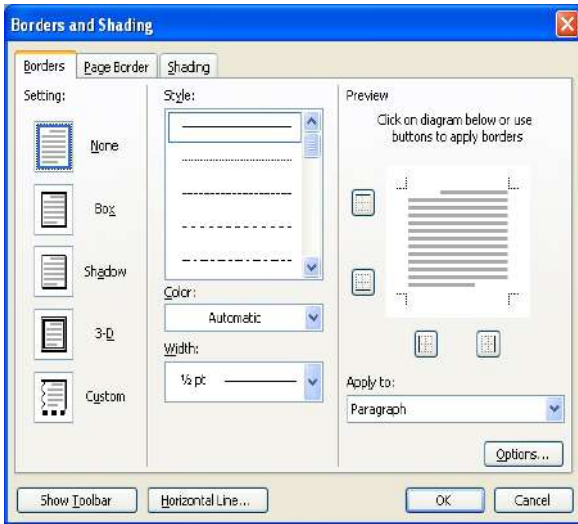 Borders and Shading
Borders Page Border Shading
Setting:
None
Box
Shadow
3-D
Custom
Style:
Color:
Automatic
Width:
½ pt
Preview
Click on diagram below or use
buttons to apply borders
Apply to:
Paragraph
Options...
Show Toolbar Horizontal Line... OK Cancel